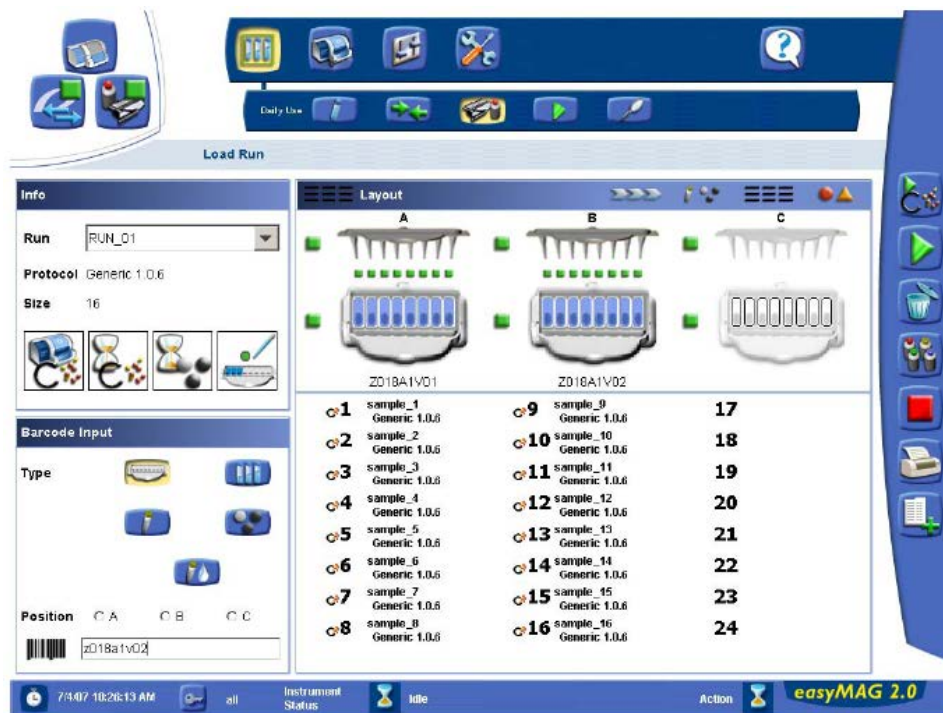 Daily Use
Load Run
Info
Run RUN_01
Protocol Generic 1.0.6
Size 16
Barcode Input
Type
Position A B C
z018a1v02
Layout
A B C
Z018A1V01 Z018A1V02
1 sample_1 Generic 1.0.6 9 sample_9 Generic 1.0.6 17
2 sample_2 Generic 1.0.6 10 sample_10 Generic 1.0.6 18
3 sample_3 Generic 1.0.6 11 sample_11 Generic 1.0.6 19
4 sample_4 Generic 1.0.6 12 sample_12 Generic 1.0.6 20
5 sample_5 Generic 1.0.6 13 sample_13 Generic 1.0.6 21
6 sample_6 Generic 1.0.6 14 sample_14 Generic 1.0.6 22
7 sample_7 Generic 1.0.6 15 sample_15 Generic 1.0.6 23
8 sample_8 Generic 1.0.6 16 sample_16 Generic 1.0.6 24
7/4/07 10:26:13 AM all Instrument Status Idle Action easyMAG 2.0